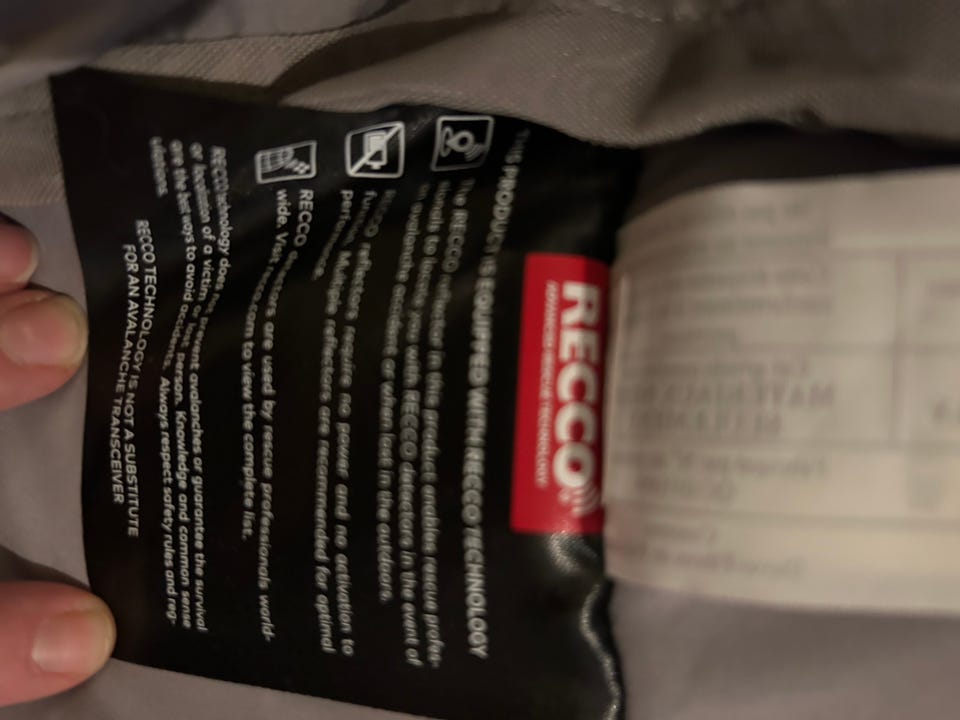 RECCO
ADVANCED RESCUE TECHNOLOGY
THIS PRODUCT IS EQUIPPED WITH RECCO TECHNOLOGY
The RECCO reflector in this product enables rescue profes-
sionals to locate you with RECCO detectors in the event of
an avalanche accident or when lost in the outdoors.
RECCO reflectors require no power and no activation to
function. Multiple reflectors are recommended for optimal
performance.
RECCO detectors are used by rescue professionals world-
wide. Visit recco.com to view the complete list.
RECCO technology does not prevent avalanches or guarantee the survival
or location of a victim or lost person. Knowledge and common sense
are the best ways to avoid accidents. Always respect safety rules and reg-
ulations.
RECCO TECHNOLOGY IS NOT A SUBSTITUTE
FOR AN AVALANCHE TRANSCEIVER